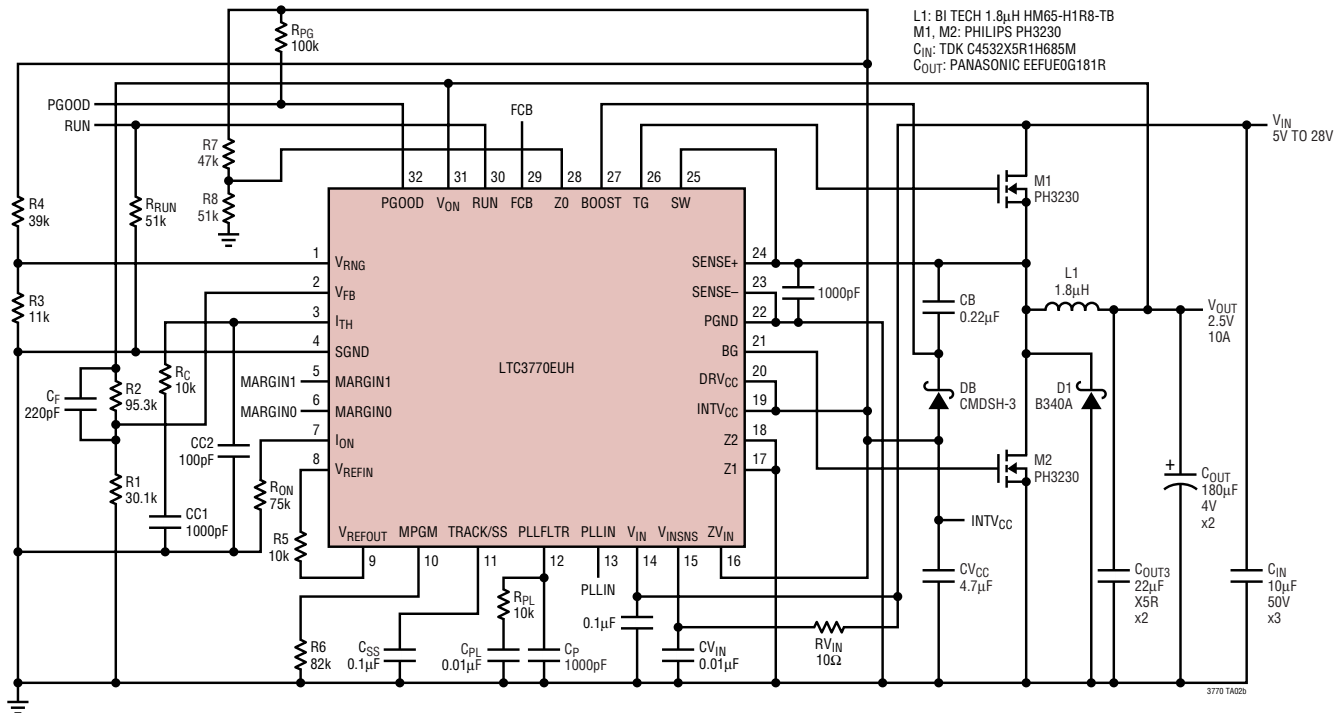 L1: BI TECH 1.8µH HM65-H1R8-TB
M1, M2: PHILIPS PH3230
CIN: TDK C4532X5R1H685M
COUT: PANASONIC EEFUE0G181R
RPG
100k
PGOOD
RUN
FCB
VIN
5V TO 28V
R7
47k
R8
51k
R4
39k
RRUN
51k
32
31
30
29
28
27
26
25
PGOOD
VON
RUN
FCB
Z0
BOOST
TG
SW
M1
PH3230
1
VRNG
2
VFB
3
ITH
4
SGND
5
MARGIN1
6
MARGIN0
7
ION
8
VREFIN
MARGIN1
MARGIN0
LTC3770EUH
SENSE+
24
SENSE–
23
PGND
22
BG
21
DRVCC
20
INTVCC
19
Z2
18
Z1
17
1000pF
CB
0.22µF
L1
1.8µH
VOUT
2.5V
10A
R3
11k
RC
10k
CF
220pF
R2
95.3k
CC2
100pF
R1
30.1k
CC1
1000pF
RON
75k
R5
10k
DB
CMDSH-3
D1
B340A
M2
PH3230
+
COUT
180µF
4V
x2
INTVCC
VREFOUT
MPGM
TRACK/SS
PLLFLTR
PLLIN
VIN
VINSNS
ZVIN
9
10
11
12
13
14
15
16
PLLIN
RPL
10k
0.1µF
RVIN
10Ω
CVCC
4.7µF
COUT3
22µF
X5R
x2
CIN
10µF
50V
x3
R6
82k
CSS
0.1µF
CPL
0.01µF
CP
1000pF
CVIN
0.01µF
3770 TA02b